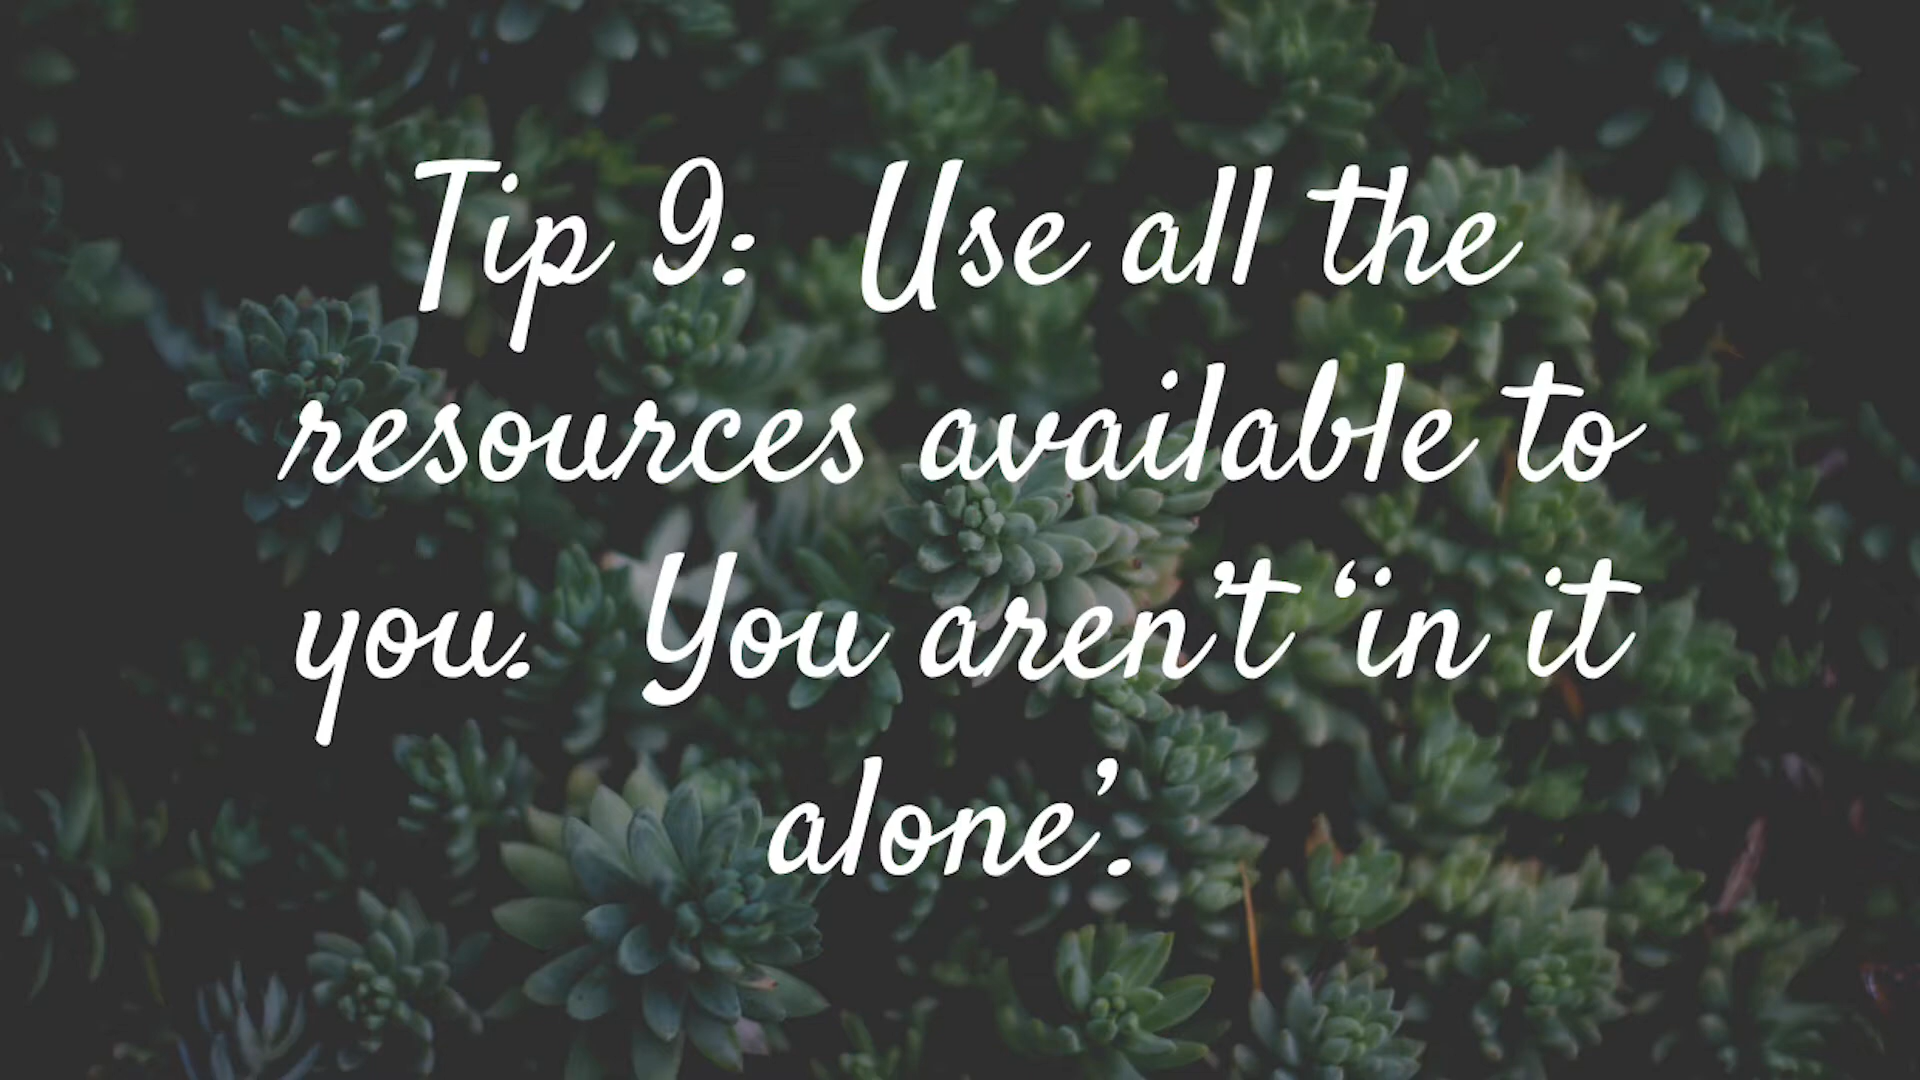 Tip 9:  Use all the
resources available to
you.  You aren’t ‘in it
alone’.